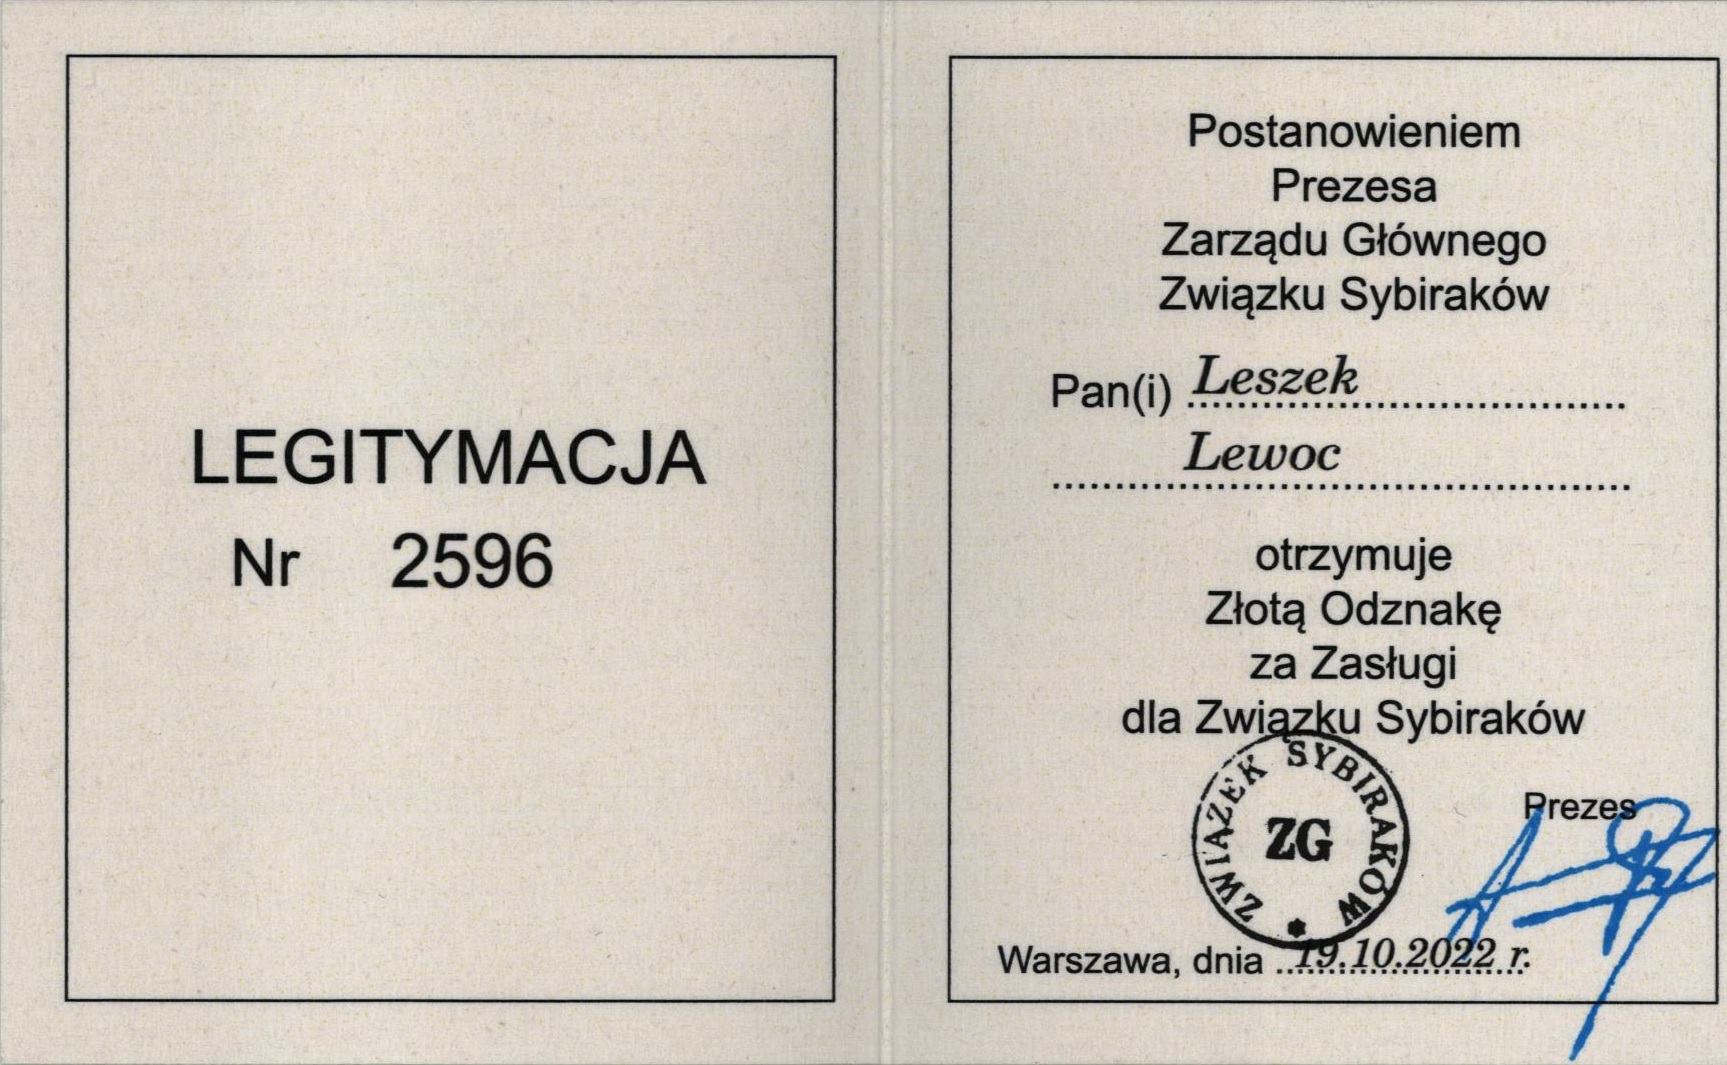 LEGITYMACJA
Nr 2596
Postanowieniem
Prezesa
Zarządu Głównego
Związku Sybiraków
Pan(i) Leszek
Lewoc
otrzymuje
Złotą Odznakę
za Zasługi
dla Związku Sybiraków
ZWIĄZEK SYBIRAKÓW
ZG
Prezes
Warszawa, dnia 19.10.2022 r.